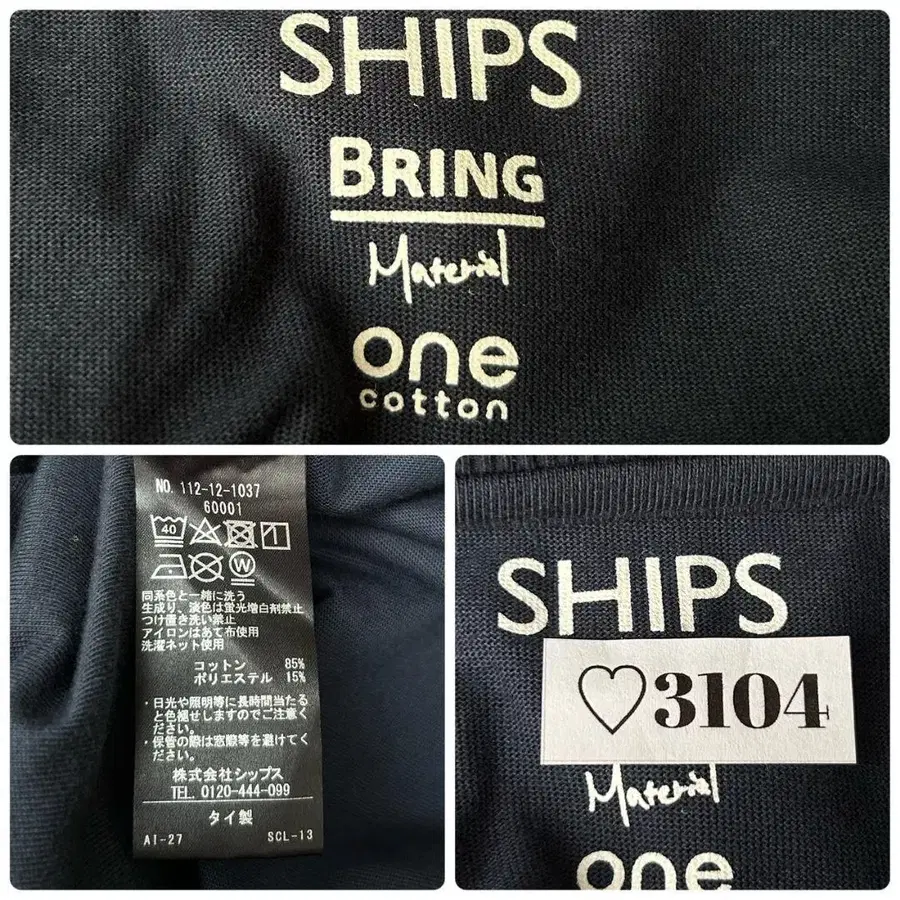 SHIPS
BRING
Material
one
cotton
NO. 112-12-1037
60001
40
W
同系色と一緒に洗う
生成り、淡色は蛍光増白剤禁止
つけ置き洗い禁止
アイロンはあて布使用
洗濯ネット使用
コットン 85%
ポリエステル 15%
・日光や照明等に長時間当たる
と色褪せしますのでご注意く
ださい。
・保管の際は窓際等を避けてく
ださい。
株式会社シップス
TEL. 0120-444-099
タイ製
AI-27 SCL-13
SHIPS
♡3104
Material
one